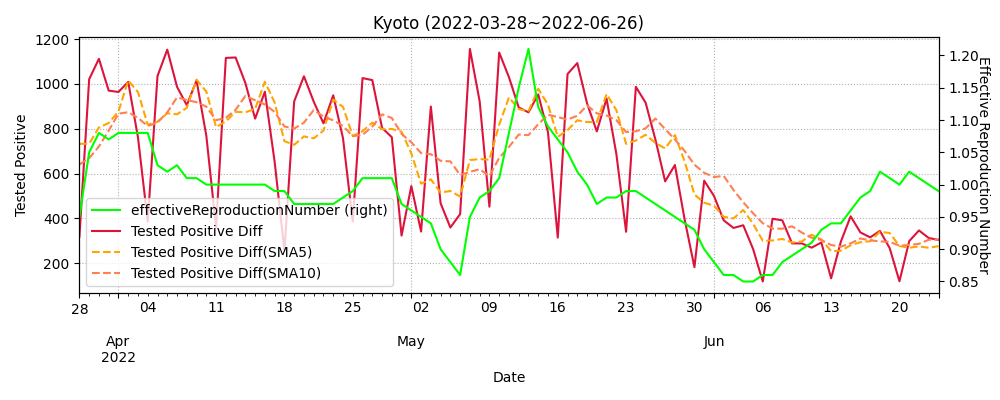 Kyoto (2022-03-28~2022-06-26)
1200
1000
800
600
400
200
Tested Positive
1.20
1.15
1.10
1.05
1.00
0.95
0.90
0.85
Effective Reproduction Number
effectiveReproductionNumber (right)
Tested Positive Diff
Tested Positive Diff(SMA5)
Tested Positive Diff(SMA10)
28 04 11 18 25 02 09 16 23 30 06 13 20
Apr May Jun
2022
Date